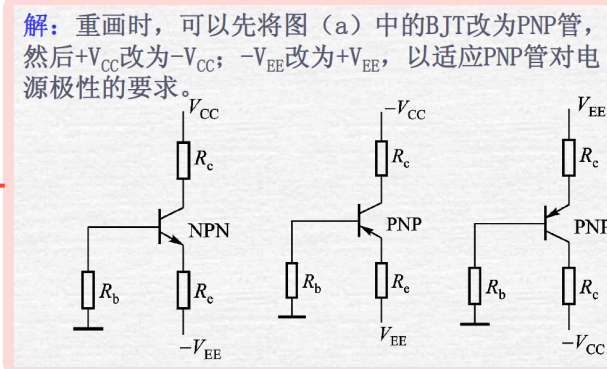 解：重画时，可以先将图（a）中的BJT改为PNP管，
然后+VCC改为-VCC；-VEE改为+VEE，以适应PNP管对电
源极性的要求。
VCC
Rc
NPN
Rb
Re
-VEE
-VCC
Rc
PNP
Rb
Re
VEE
VEE
Re
PNP
Rb
Rc
-VCC